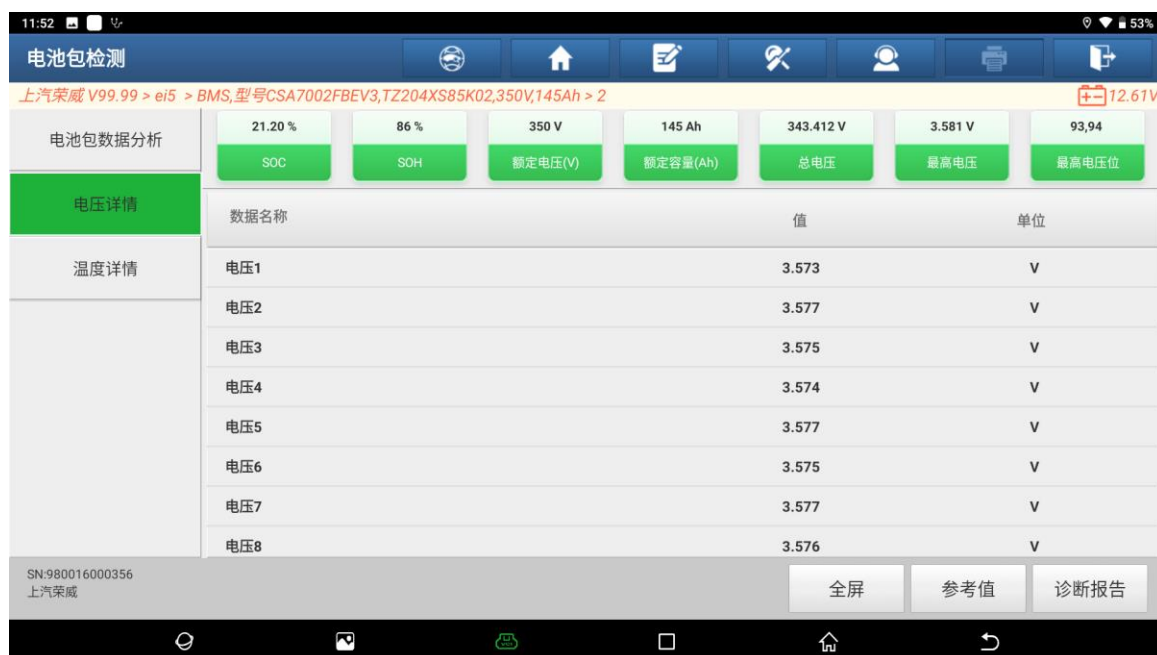 11:52 53%
电池包检测
上汽荣威 V99.99 > ei5 > BMS,型号CSA7002FBEV3,TZ204XS85K02,350V,145Ah > 2 12.61V
电池包数据分析
电压详情
温度详情
21.20 % 86 % 350 V 145 Ah 343.412 V 3.581 V 93,94
SOC SOH 额定电压(V) 额定容量(Ah) 总电压 最高电压 最高电压位
数据名称 值 单位
电压1 3.573 V
电压2 3.577 V
电压3 3.575 V
电压4 3.574 V
电压5 3.577 V
电压6 3.575 V
电压7 3.577 V
电压8 3.576 V
SN:980016000356
上汽荣威
全屏 参考值 诊断报告